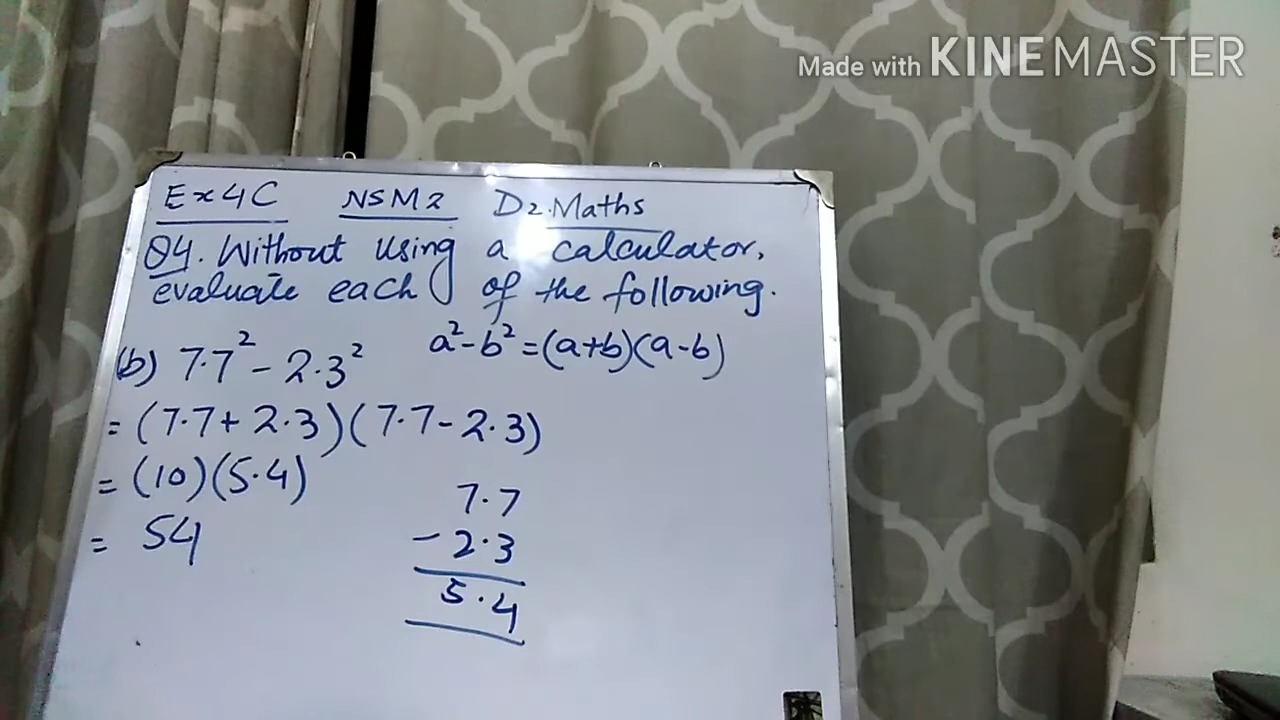 Made with KINEMASTER
Ex4C NSM2 D2.Maths
Q4. Without using a calculator,
evaluate each of the following.
(b) 7.7² - 2.3² a² - b² = (a+b)(a-b)
= (7.7 + 2.3)(7.7 - 2.3)
= (10)(5.4)
= 54
7.7
- 2.3
5.4